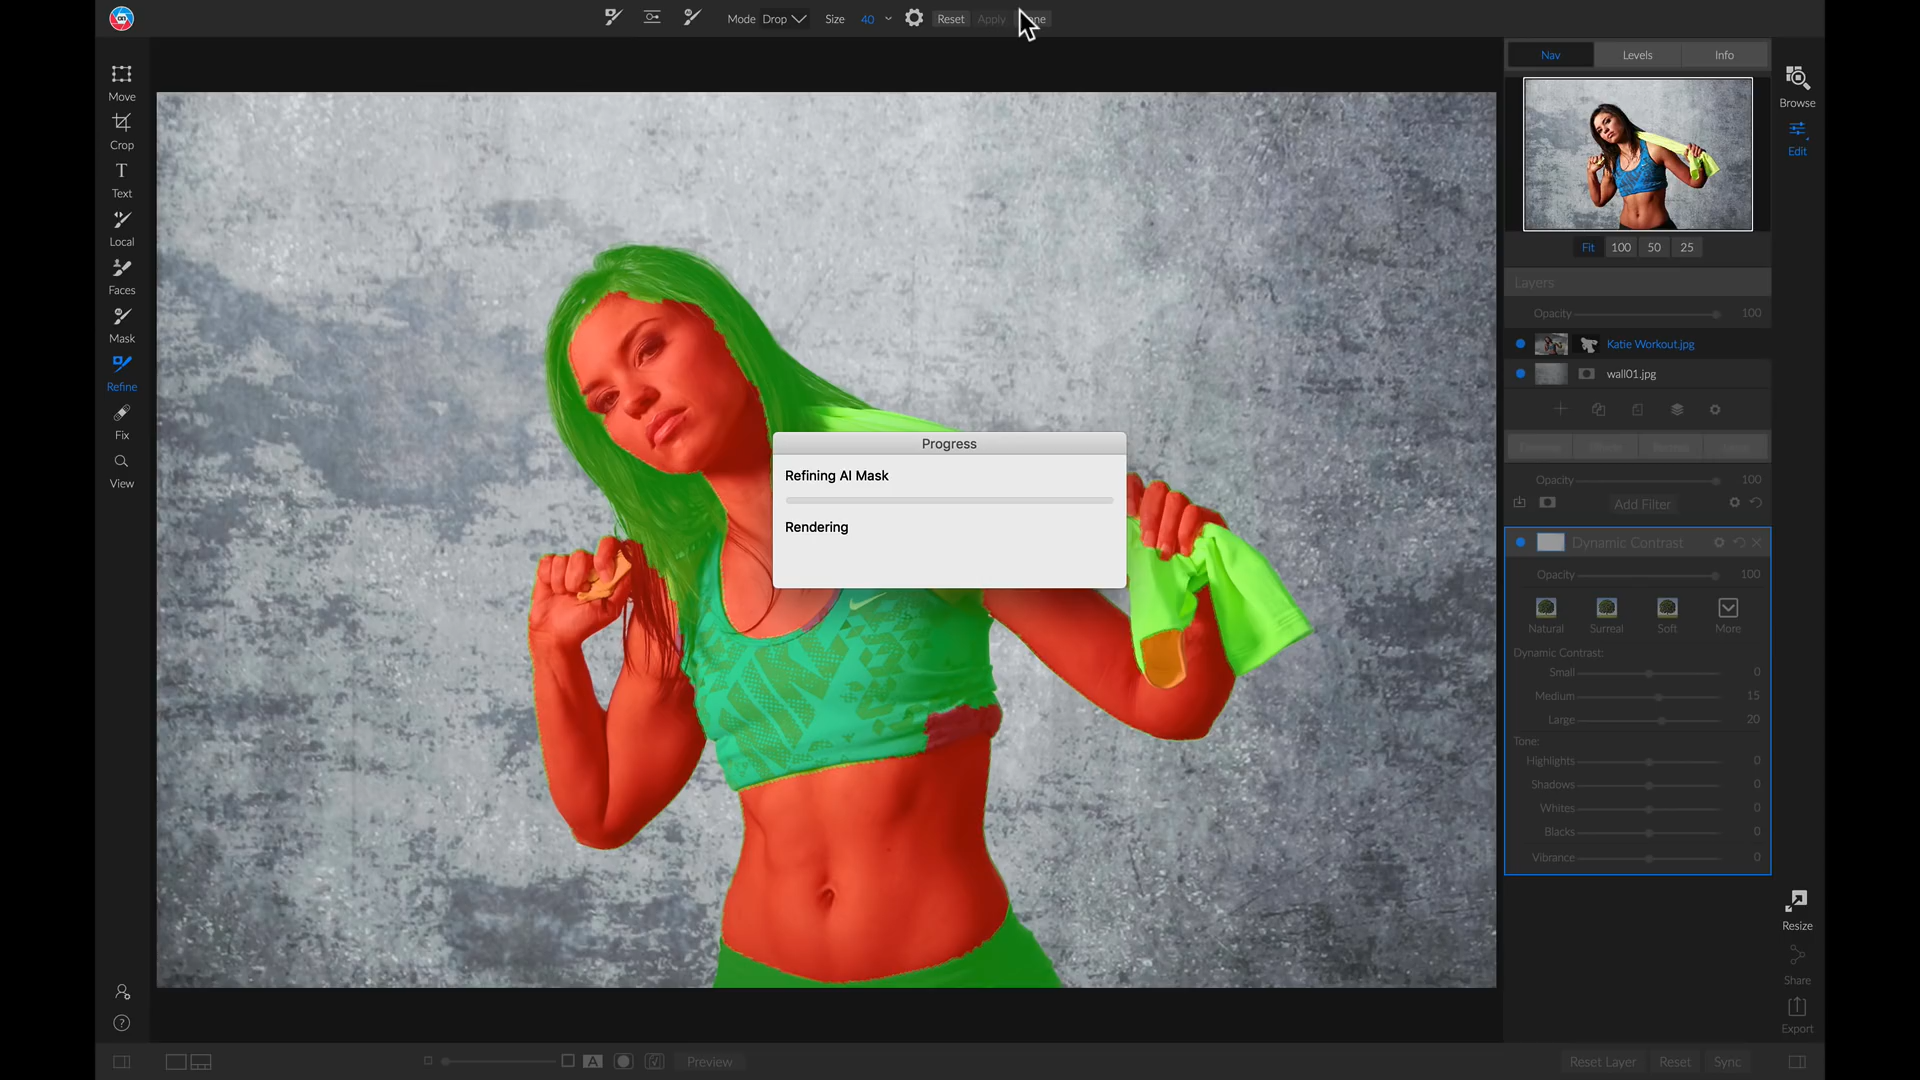 Mode Drop Size 40 Reset Apply
Move
Crop
Text
Local
Faces
Mask
Refine
Fix
View
Progress
Refining AI Mask
Rendering
Nav Levels Info
Browse
Edit
Fit 100 50 25
Layers
Opacity 100
Katie Workout.jpg
wall01.jpg
Opacity 100
Add Filter
Dynamic Contrast
Opacity 100
Natural Surreal Soft More
Dynamic Contrast:
Small 0
Medium 15
Large 20
Tone:
Highlights 0
Shadows 0
Whites 0
Blacks 0
Vibrance 0
Resize
Share
Export
A
Preview
Reset Layer Reset Sync